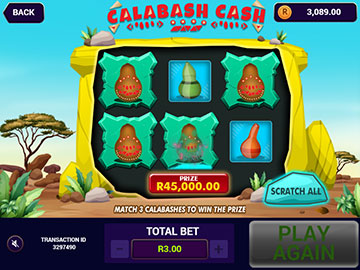 BACK
CALABASH CASH
R
3,089.00
PRIZE
R45,000.00
SCRATCH ALL
MATCH 3 CALABASHES TO WIN THE PRIZE
TRANSACTION ID
3297490
TOTAL BET
- R3.00 +
PLAY
AGAIN